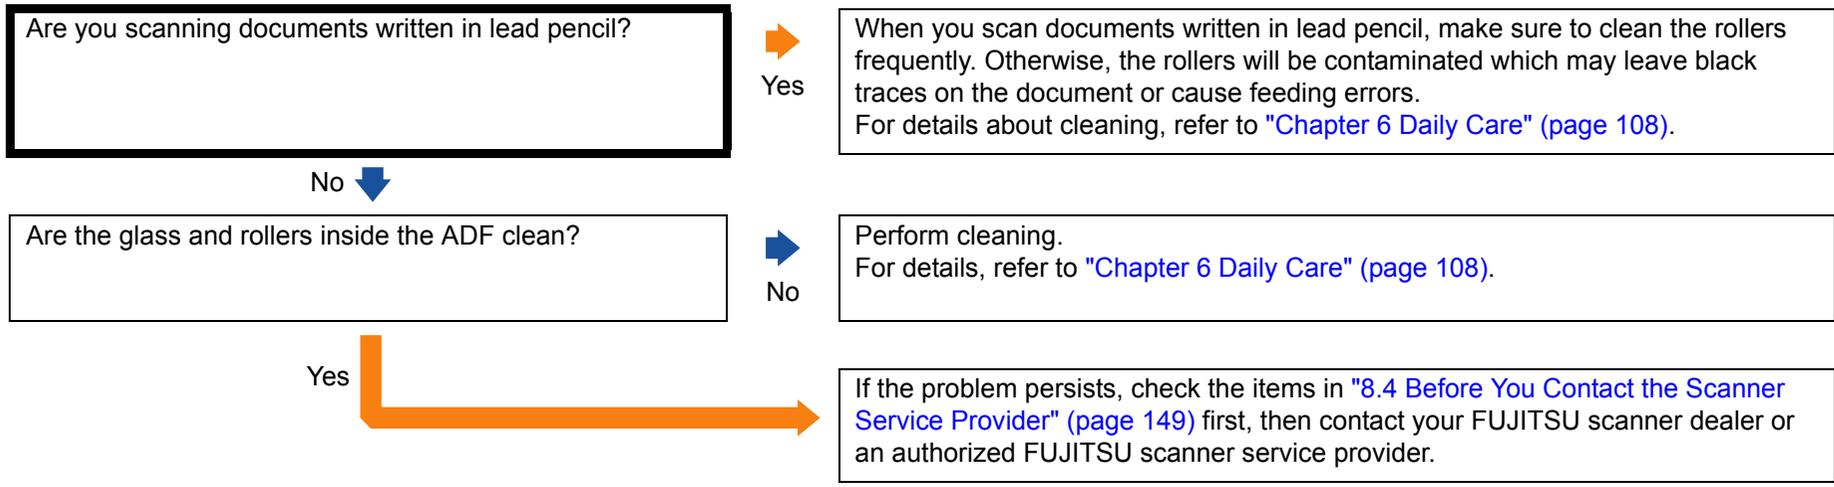 Are you scanning documents written in lead pencil?
Yes
When you scan documents written in lead pencil, make sure to clean the rollers
frequently. Otherwise, the rollers will be contaminated which may leave black
traces on the document or cause feeding errors.
For details about cleaning, refer to "Chapter 6 Daily Care" (page 108).
No
Are the glass and rollers inside the ADF clean?
No
Perform cleaning.
For details, refer to "Chapter 6 Daily Care" (page 108).
Yes
If the problem persists, check the items in "8.4 Before You Contact the Scanner
Service Provider" (page 149) first, then contact your FUJITSU scanner dealer or
an authorized FUJITSU scanner service provider.